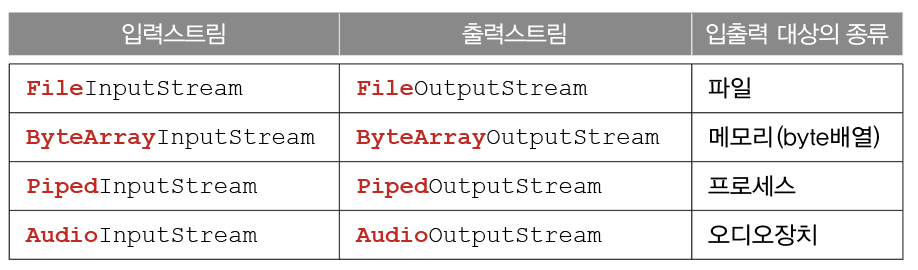 입력스트림 출력스트림 입출력 대상의 종류
FileInputStream FileOutputStream 파일
ByteArrayInputStream ByteArrayOutputStream 메모리(byte배열)
PipedInputStream PipedOutputStream 프로세스
AudioInputStream AudioOutputStream 오디오장치